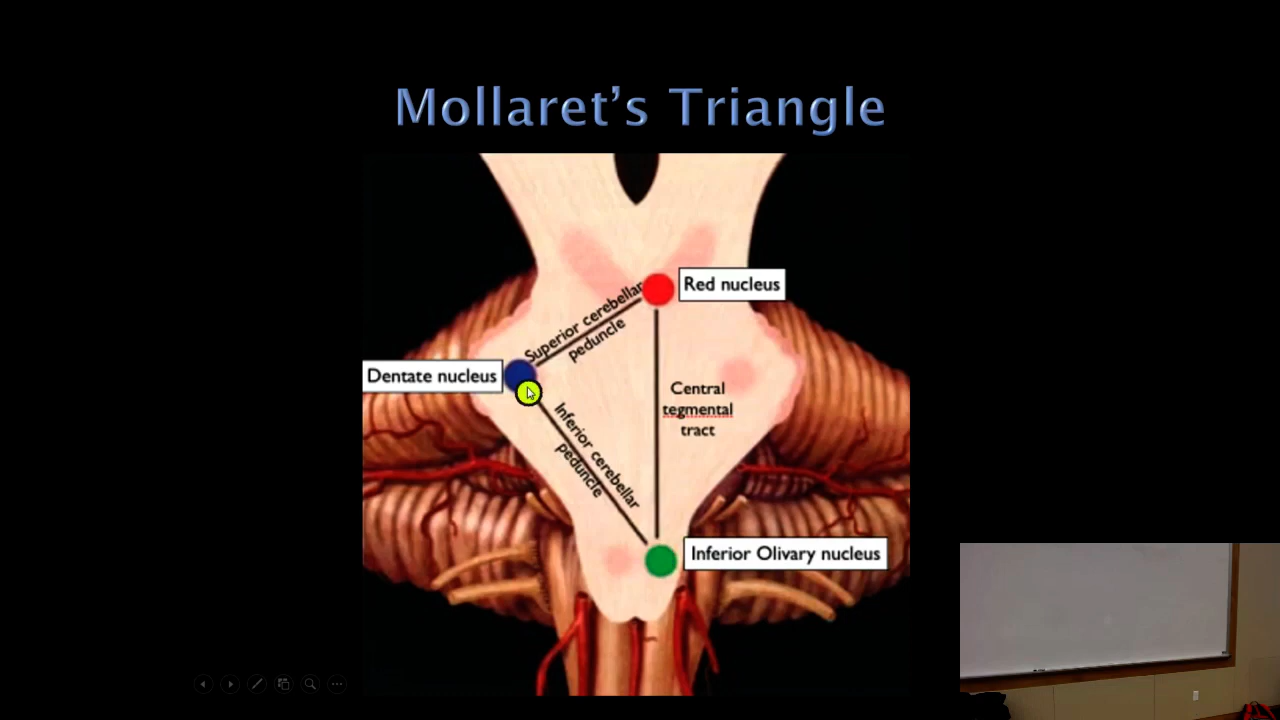 Mollaret’s Triangle
Red nucleus
Superior cerebellar
peduncle
Dentate nucleus
Central
tegmental
tract
Inferior cerebellar
peduncle
Inferior Olivary nucleus